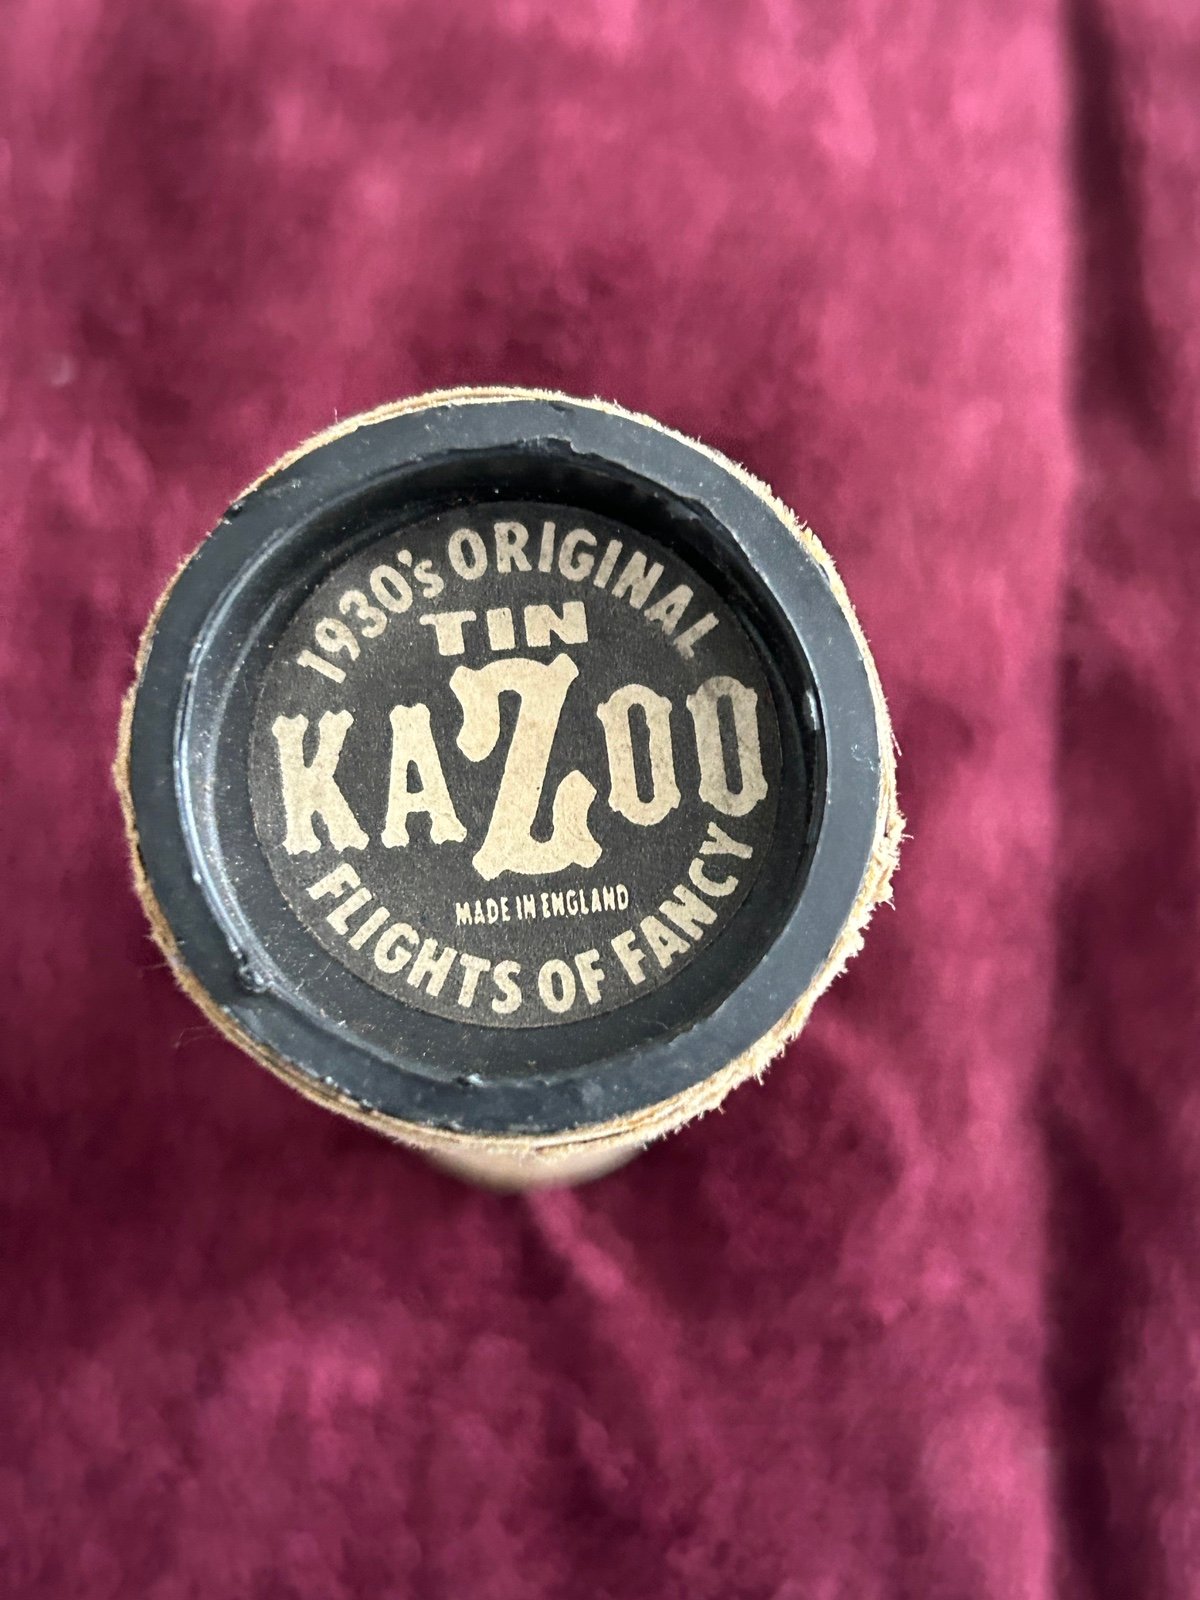 1930's ORIGINAL
TIN
KAZOO
MADE IN ENGLAND
FLIGHTS OF FANCY